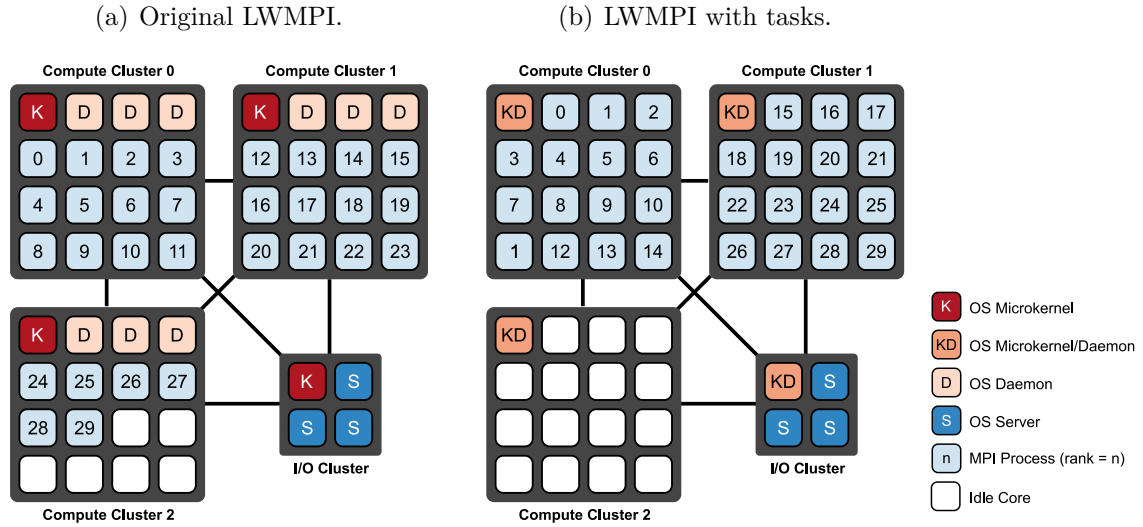 (a) Original LWMPI.
Compute Cluster 0
K D D D
0 1 2 3
4 5 6 7
8 9 10 11
Compute Cluster 1
K D D D
12 13 14 15
16 17 18 19
20 21 22 23
K D D D
24 25 26 27
28 29
Compute Cluster 2
K S
S S
I/O Cluster
(b) LWMPI with tasks.
Compute Cluster 0
KD 0 1 2
3 4 5 6
7 8 9 10
1 12 13 14
Compute Cluster 1
KD 15 16 17
18 19 20 21
22 23 24 25
26 27 28 29
KD
Compute Cluster 2
KD S
S S
I/O Cluster
K OS Microkernel
KD OS Microkernel/Daemon
D OS Daemon
S OS Server
n MPI Process (rank = n)
Idle Core